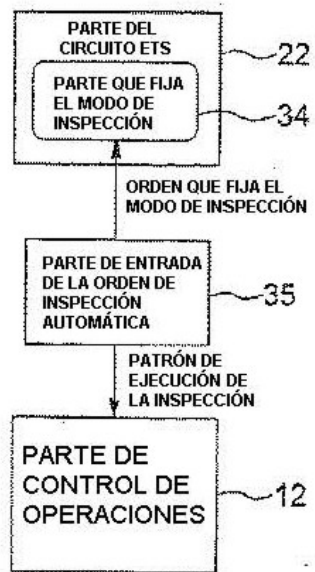 PARTE DEL
CIRCUITO ETS
22
PARTE QUE FIJA
EL MODO DE
INSPECCIÓN
34
ORDEN QUE FIJA EL
MODO DE INSPECCIÓN
PARTE DE ENTRADA
DE LA ORDEN DE
INSPECCIÓN
AUTOMÁTICA
35
PATRÓN DE
EJECUCIÓN DE
LA INSPECCIÓN
PARTE DE
CONTROL DE
OPERACIONES
12